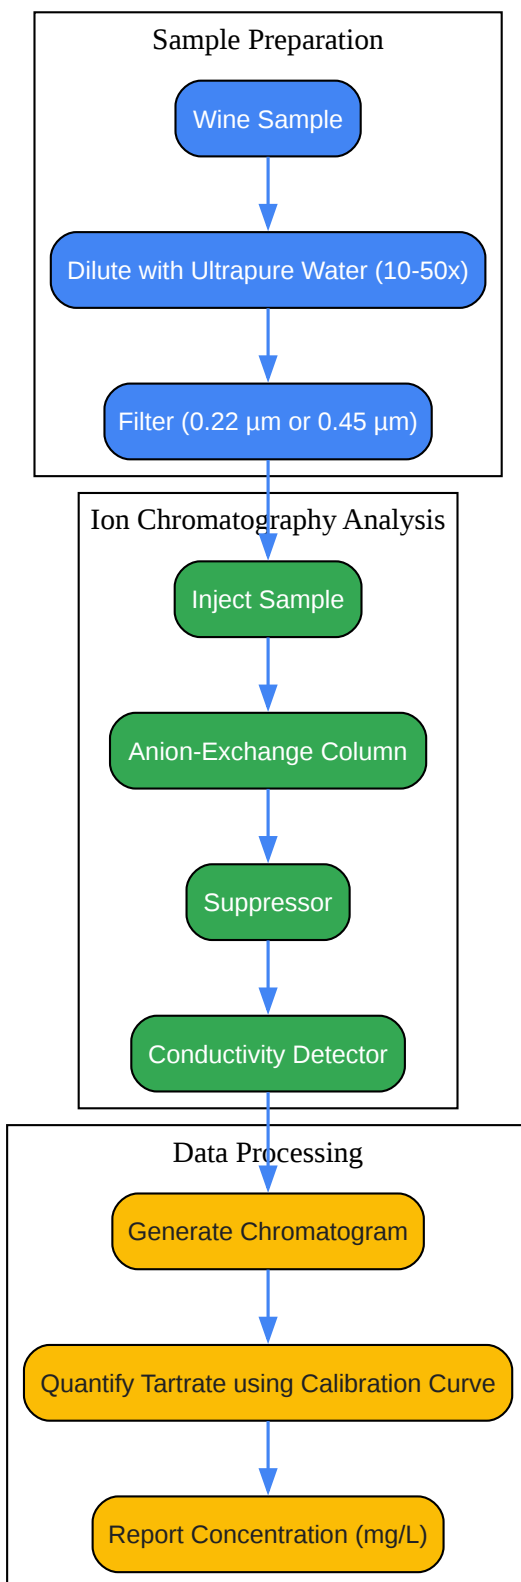 Sample Preparation
Wine Sample
Dilute with Ultrapure Water (10-50x)
Filter (0.22 µm or 0.45 µm)
Ion Chromatography Analysis
Inject Sample
Anion-Exchange Column
Suppressor
Conductivity Detector
Data Processing
Generate Chromatogram
Quantify Tartrate using Calibration Curve
Report Concentration (mg/L)